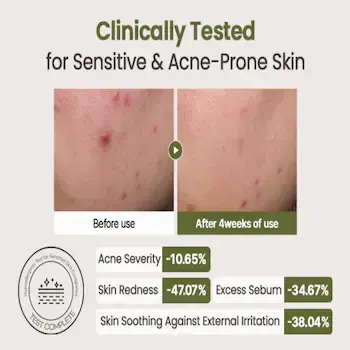 Clinically Tested
for Sensitive & Acne-Prone Skin
Before use
After 4weeks of use
Acne Severity -10.65%
Skin Redness -47.07% Excess Sebum -34.67%
Skin Soothing Against External Irritation -38.04%
TEST COMPLETE